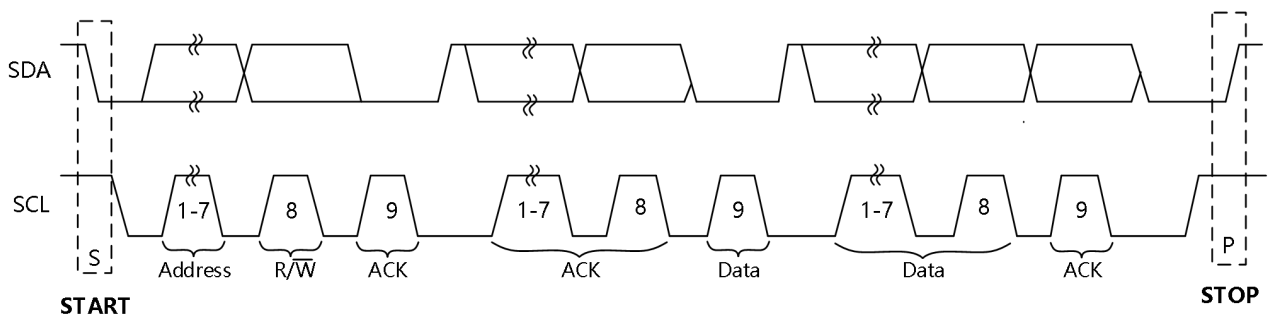 SDA
SCL
1-7 8 9 1-7 8 9 1-7 8 9
S Address R/W̅ ACK ACK Data Data ACK P
START STOP